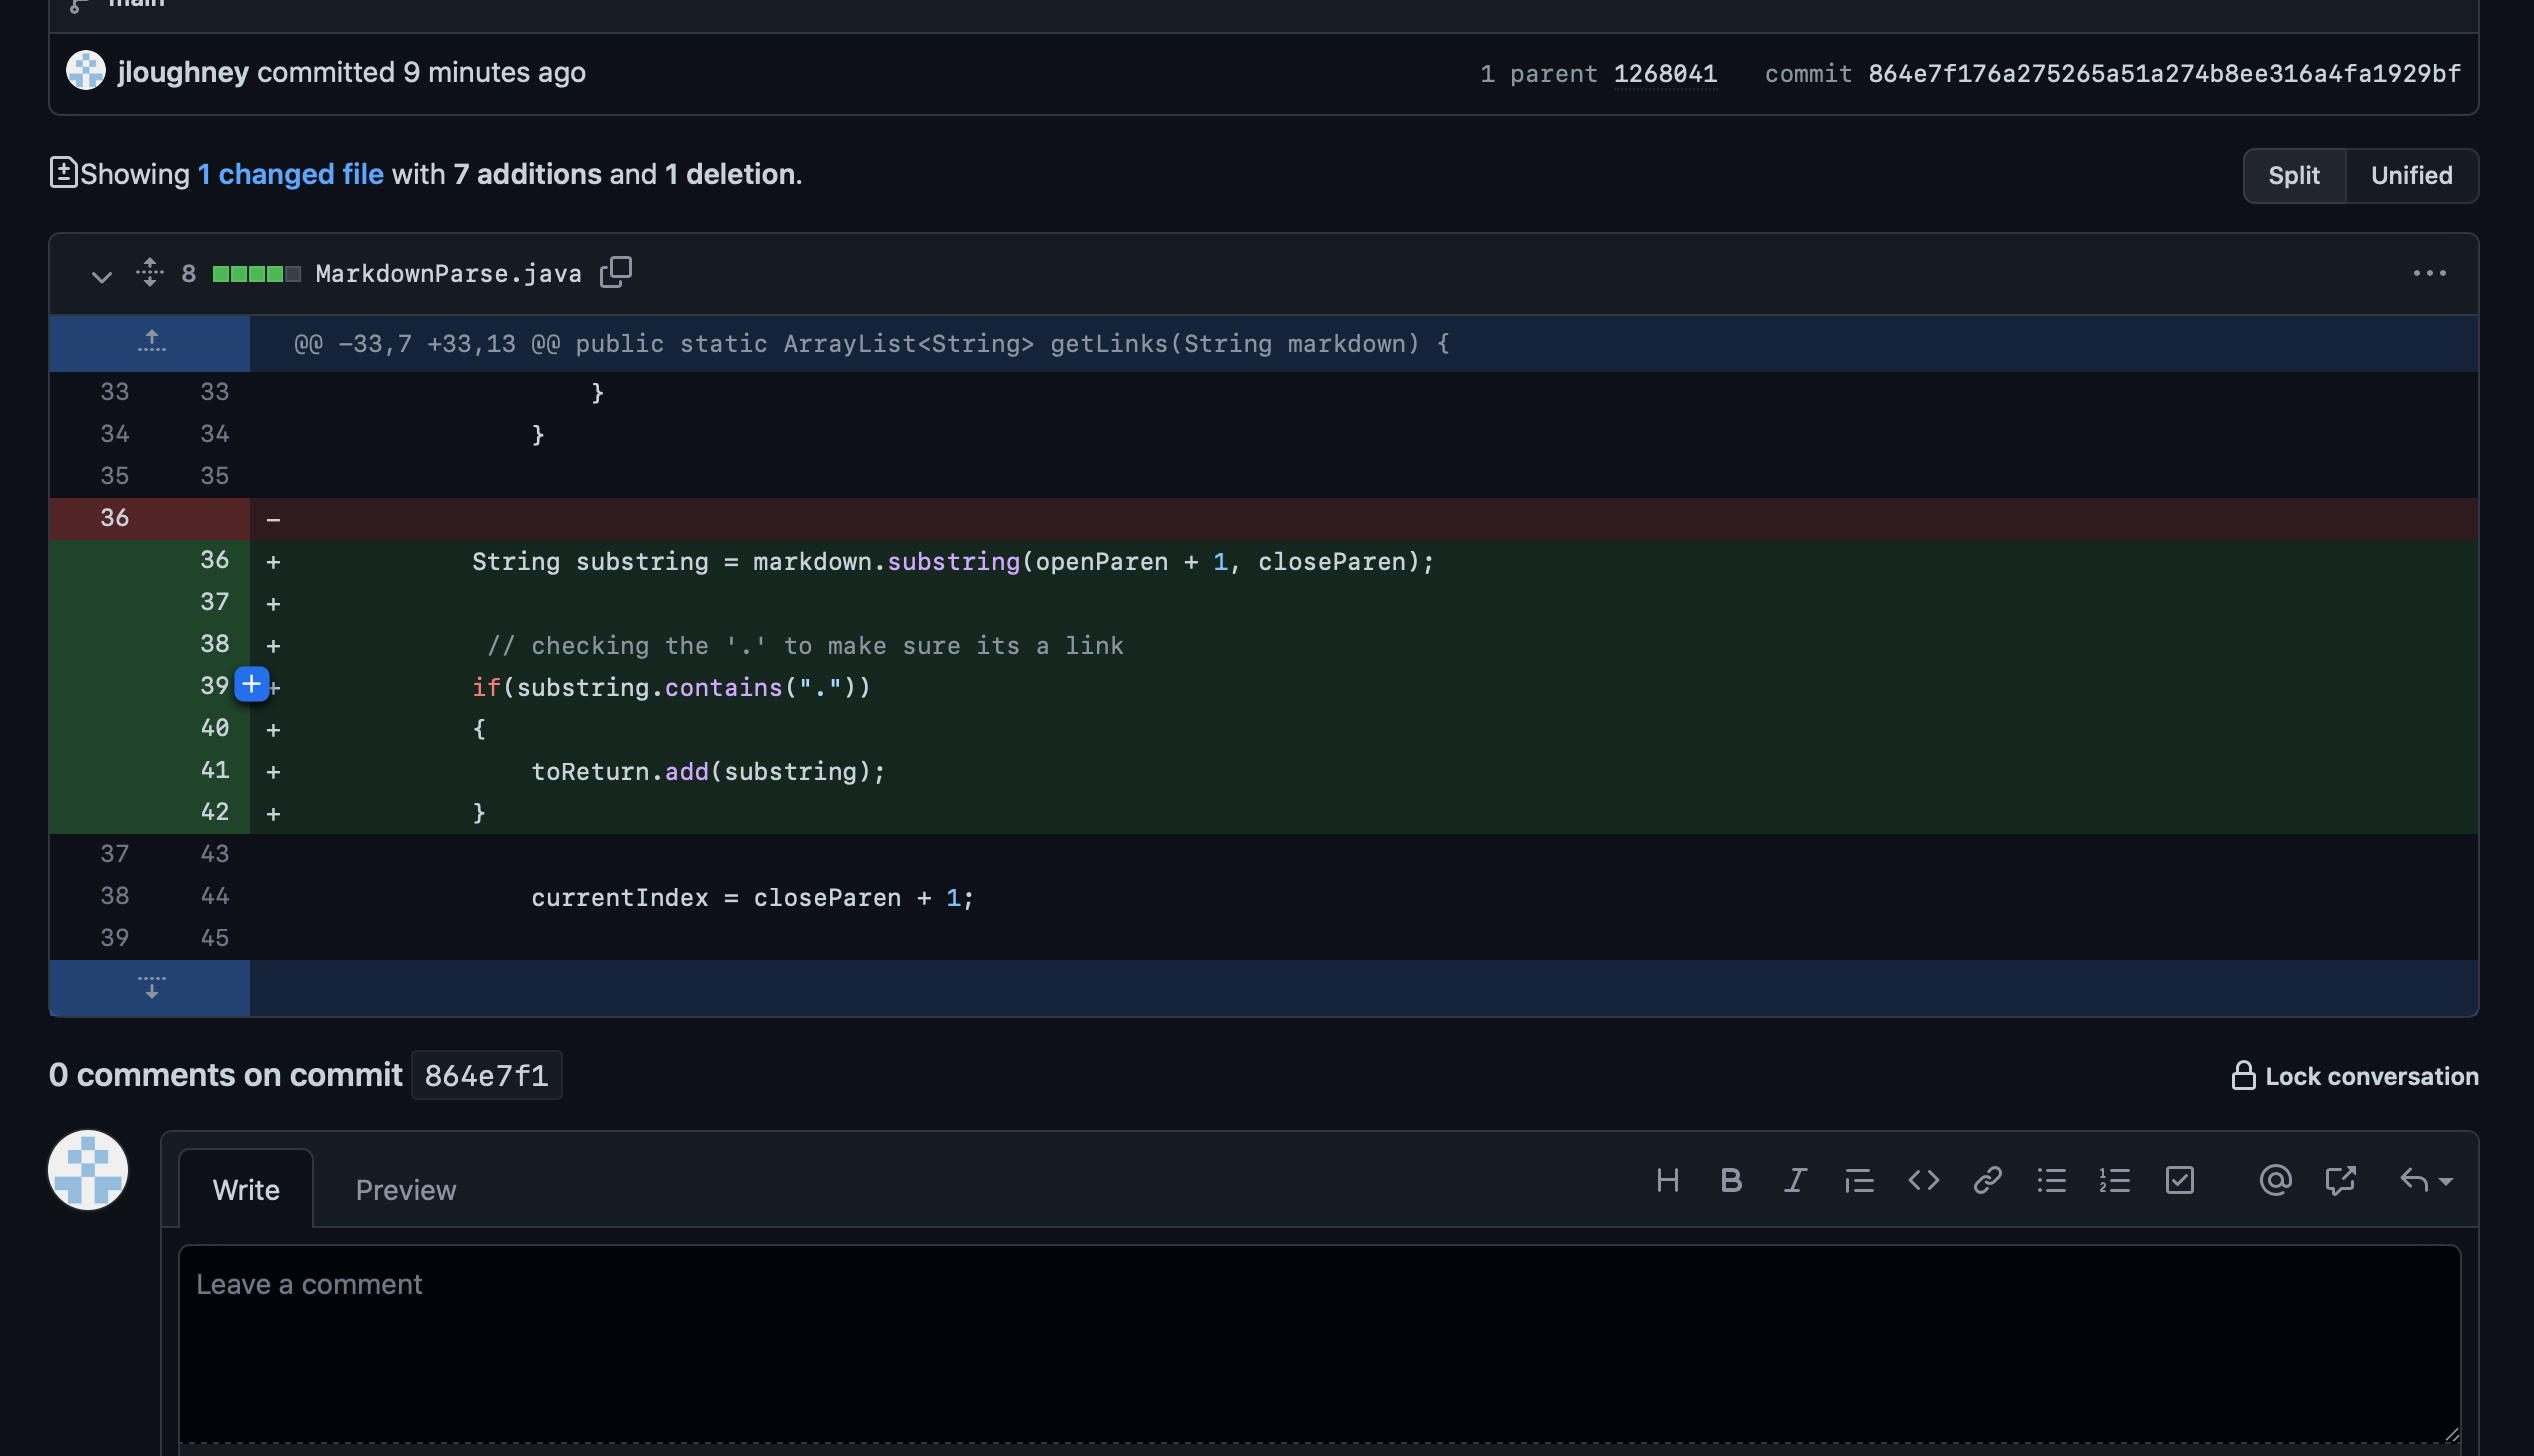 main
jloughney committed 9 minutes ago 1 parent 1268041 commit 864e7f176a275265a51a274b8ee316a4fa1929bf
Showing 1 changed file with 7 additions and 1 deletion. Split Unified
8 MarkdownParse.java
@@ -33,7 +33,13 @@ public static ArrayList<String> getLinks(String markdown) {
33 33 }
34 34 }
35 35
36 -
36 + String substring = markdown.substring(openParen + 1, closeParen);
37 +
38 + // checking the '.' to make sure its a link
39 + if(substring.contains("."))
40 + {
41 + toReturn.add(substring);
42 + }
37 43
38 44 currentIndex = closeParen + 1;
39 45
0 comments on commit 864e7f1 Lock conversation
Write Preview
Leave a comment